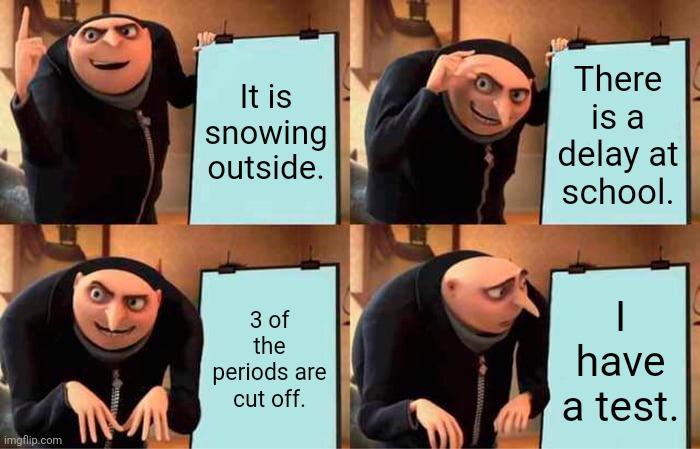 It is
snowing
outside.
There
is a
delay at
school.
3 of
the
periods are
cut off.
I
have
a test.
imgflip.com